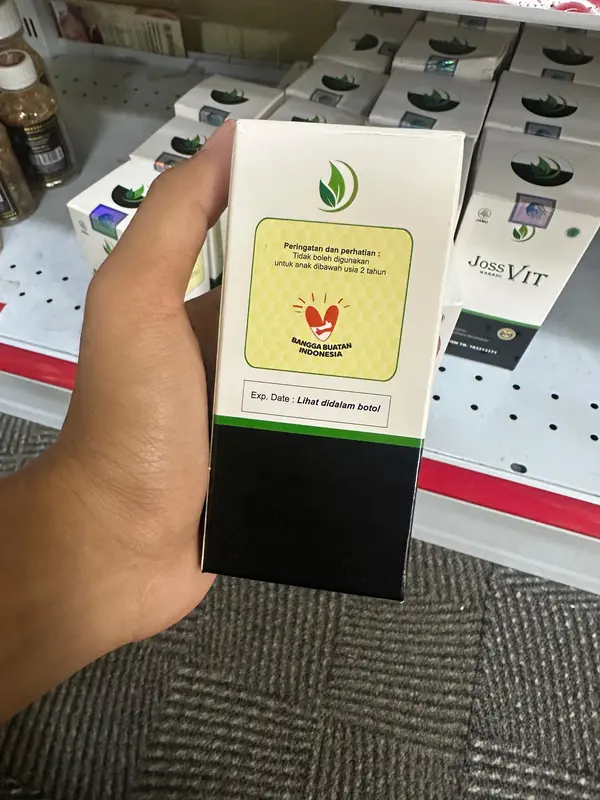 Peringatan dan perhatian :
Tidak boleh digunakan
untuk anak dibawah usia 2 tahun
BANGGA BUATAN
INDONESIA
Exp. Date : Lihat didalam botol
JAMU
JOSS VIT